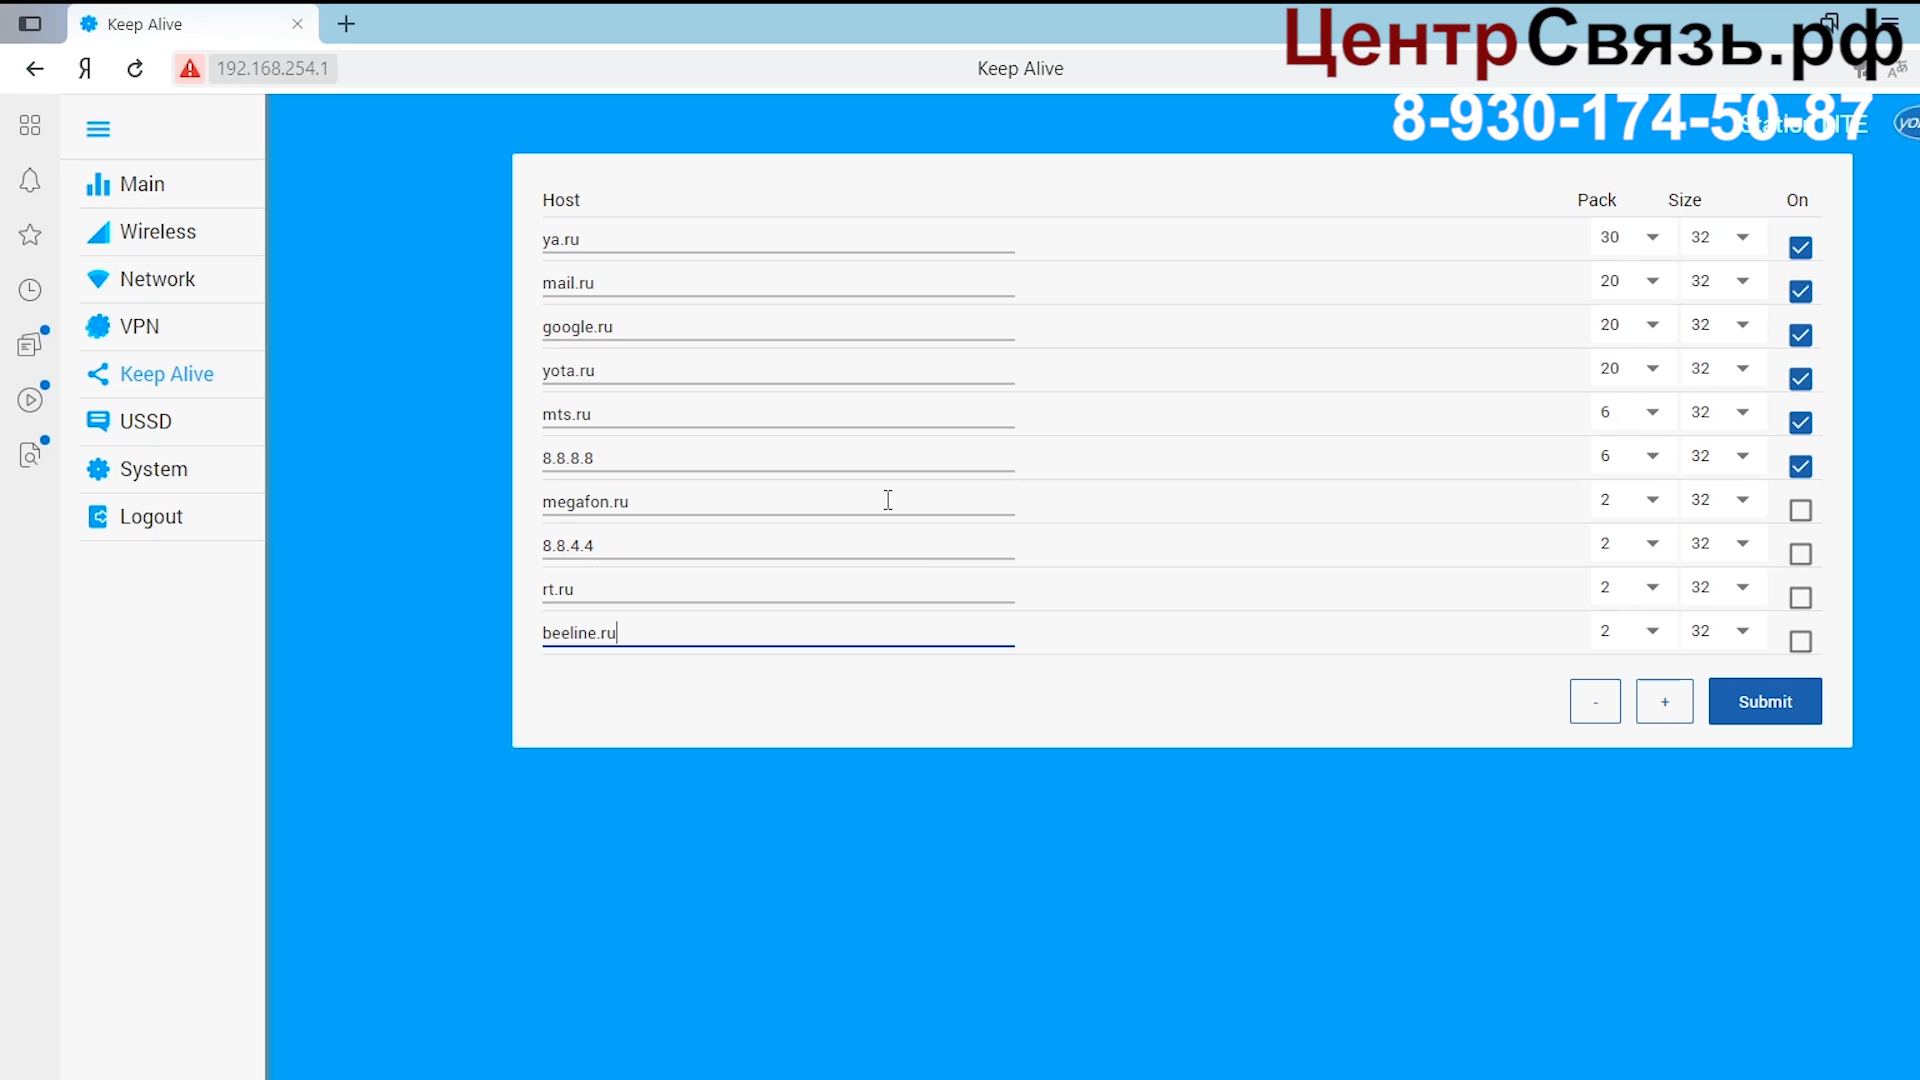 Keep Alive
ЦентрСвязь.рф
Я
192.168.254.1
Keep Alive
8-930-174-50-87
Main
Wireless
Network
VPN
Keep Alive
USSD
System
Logout
Host Pack Size On
ya.ru 30 32
mail.ru 20 32
google.ru 20 32
yota.ru 20 32
mts.ru 6 32
8.8.8.8 6 32
megafon.ru 2 32
8.8.4.4 2 32
rt.ru 2 32
beeline.ru 2 32
- + Submit